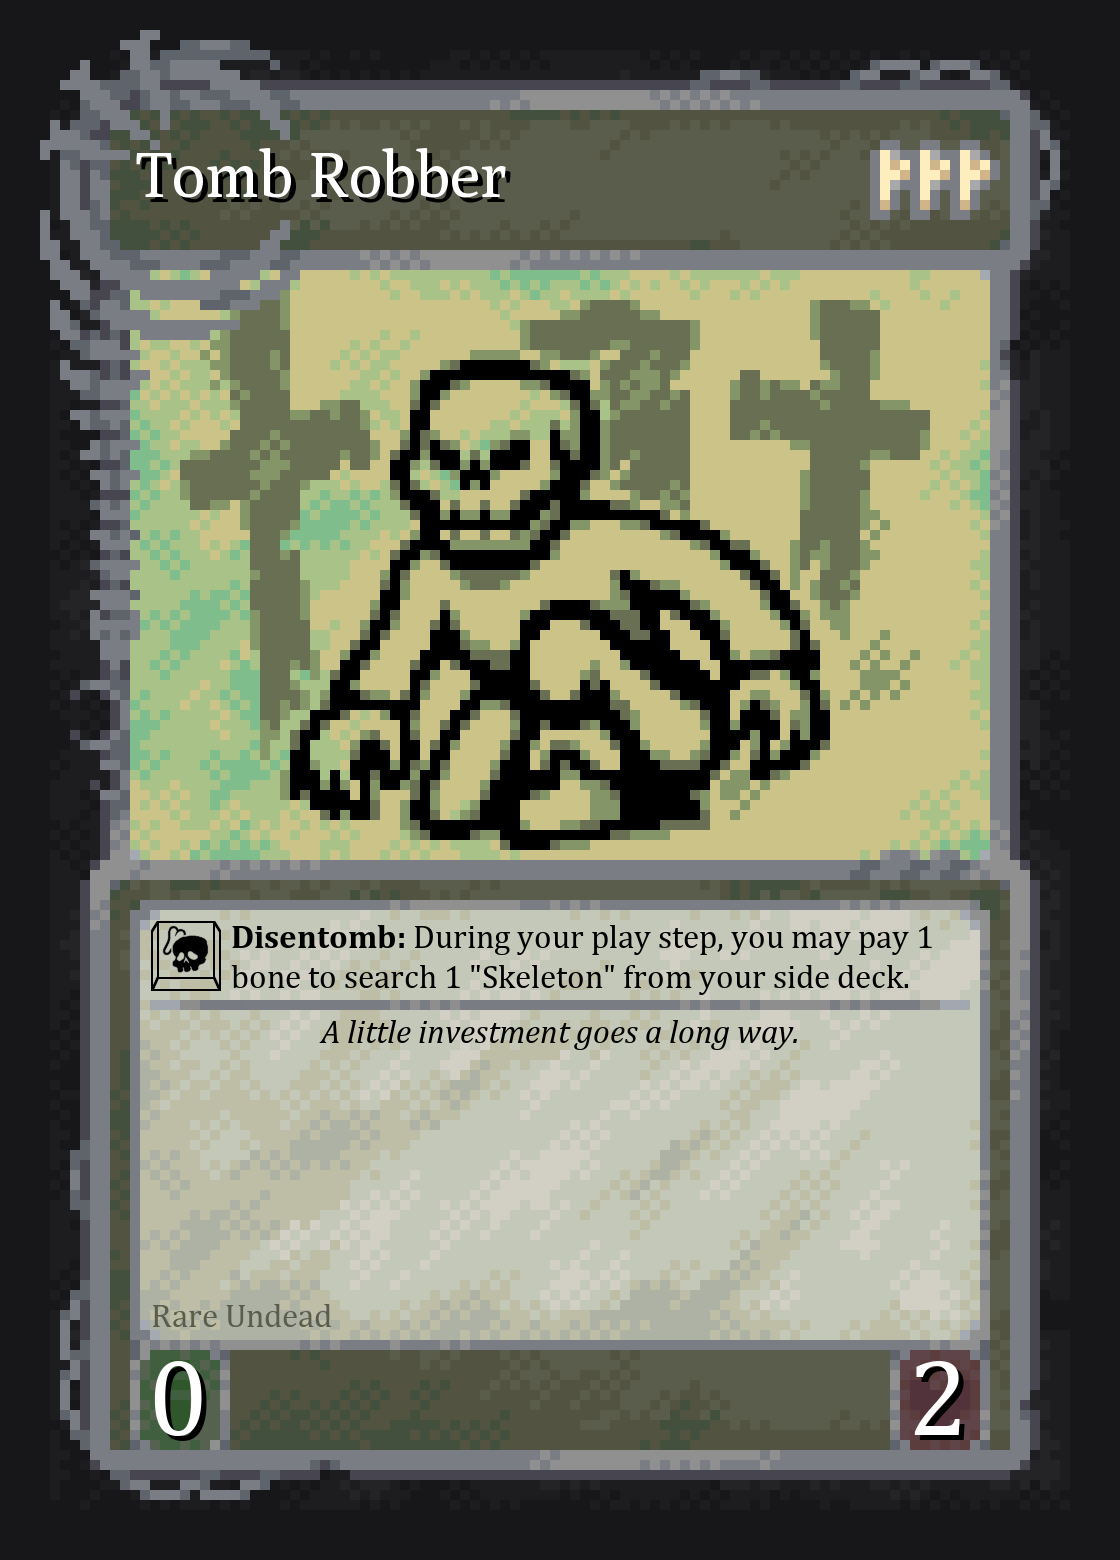 Tomb Robber
Disentomb: During your play step, you may pay 1
bone to search 1 "Skeleton" from your side deck.
A little investment goes a long way.
Rare Undead
0
2